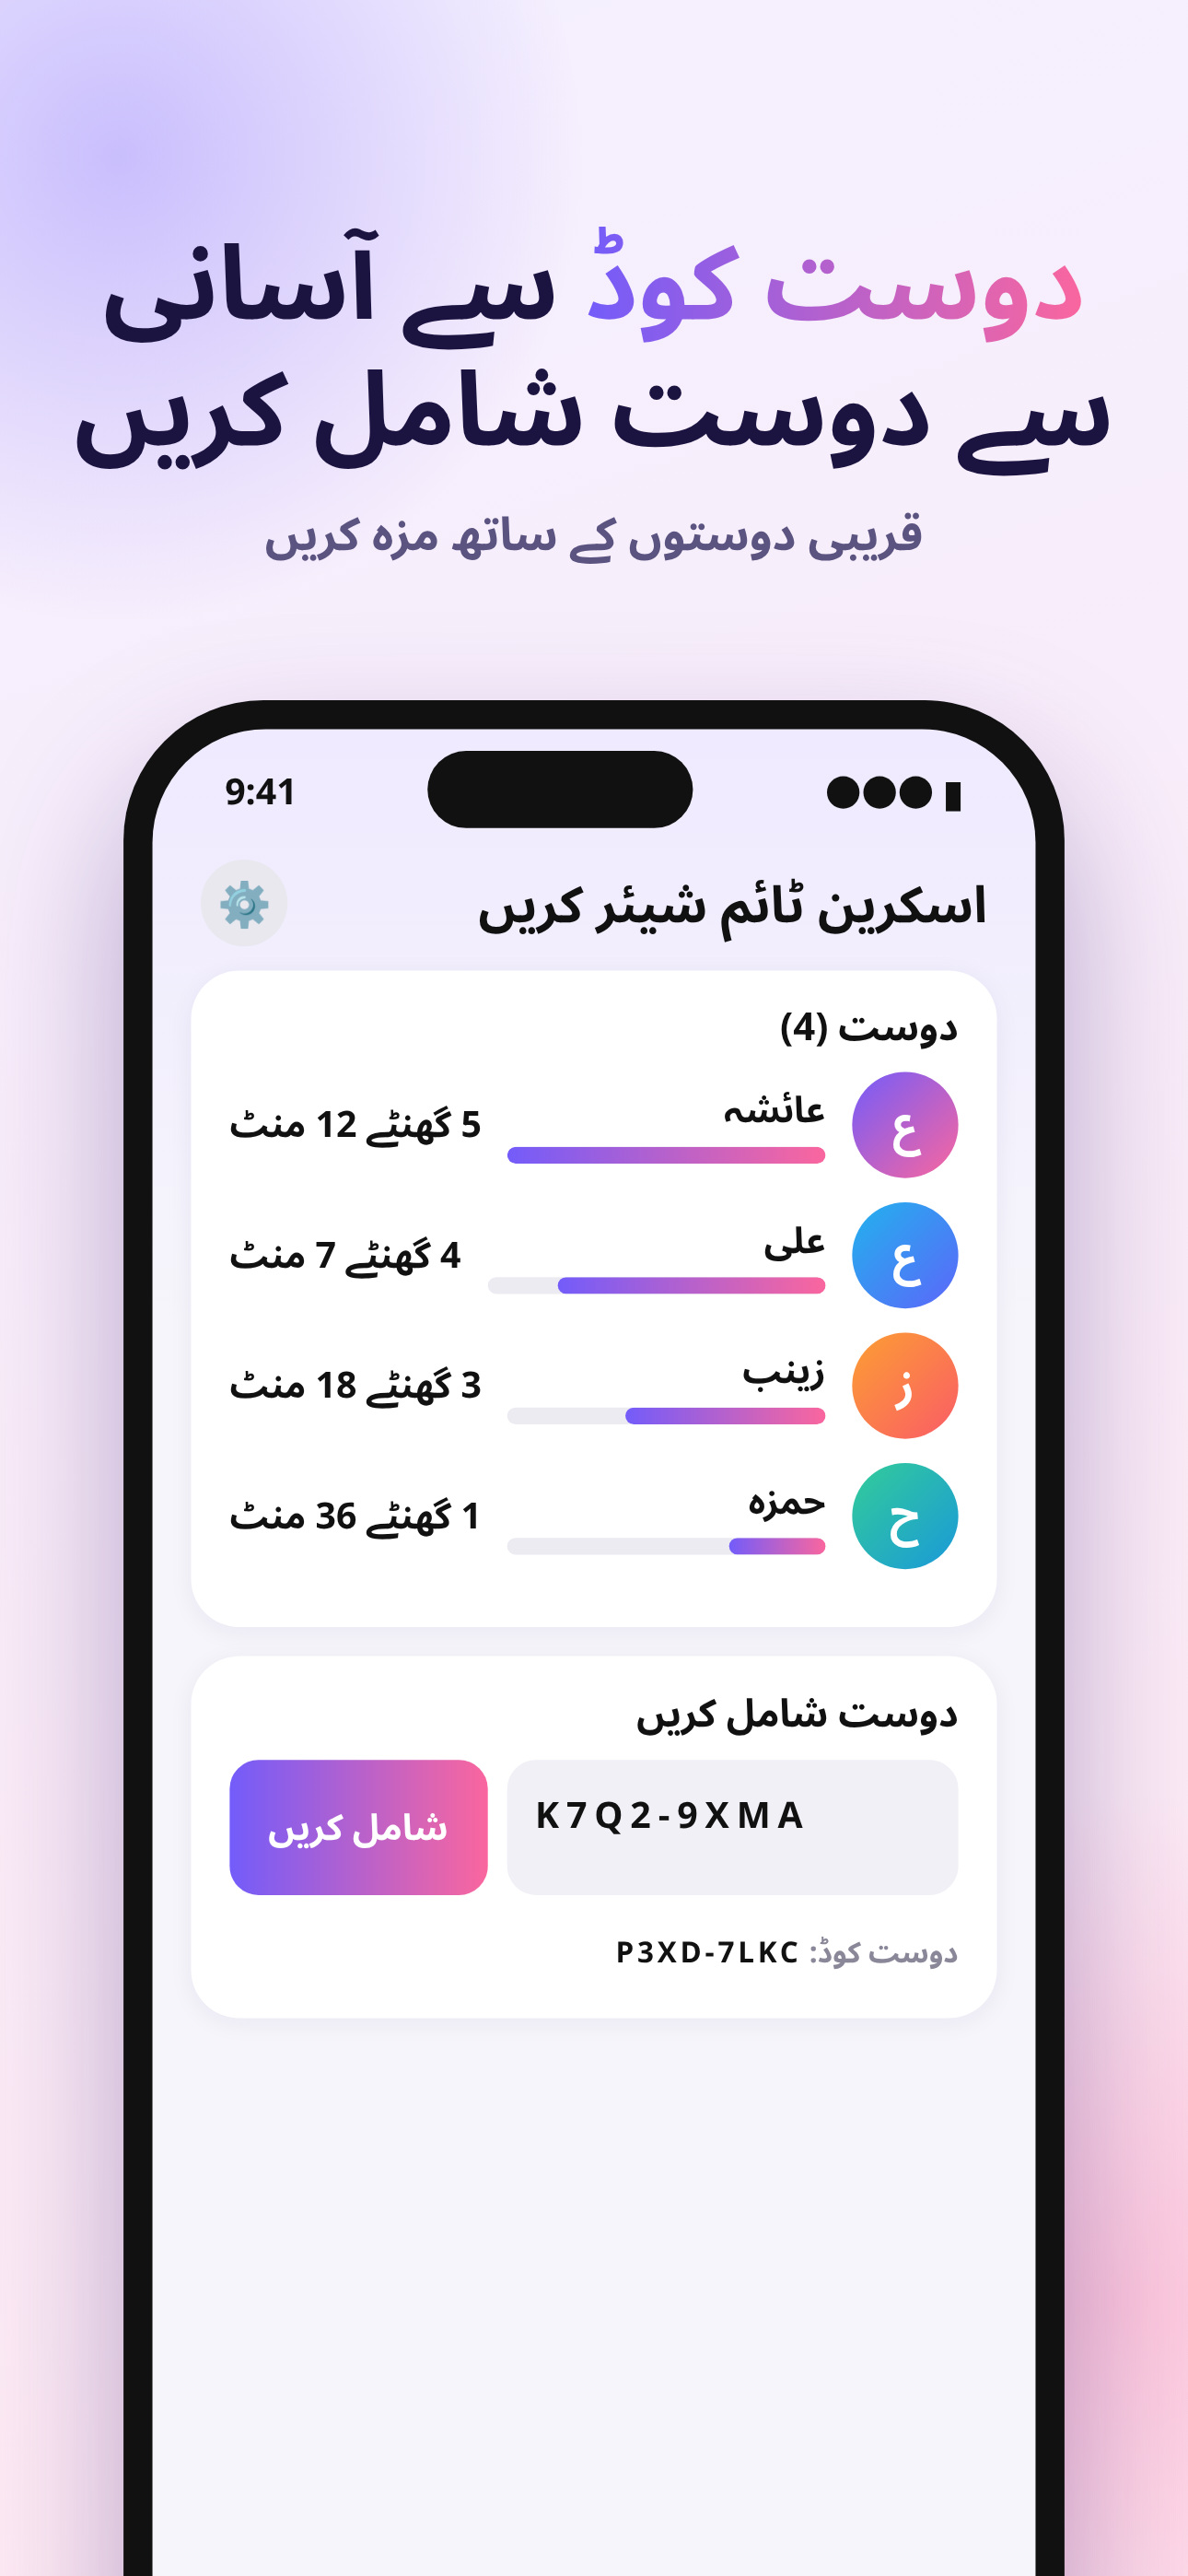 دوست کوڈ سے آسانی
سے دوست شامل کریں
قریبی دوستوں کے ساتھ مزہ کریں
9:41
اسکرین ٹائم شیئر کریں
دوست (4)
ع
عائشہ
5 گھنٹے 12 منٹ
ع
علی
4 گھنٹے 7 منٹ
ز
زینب
3 گھنٹے 18 منٹ
ح
حمزہ
1 گھنٹے 36 منٹ
دوست شامل کریں
K7Q2-9XMA
شامل کریں
دوست کوڈ: P3XD-7LKC